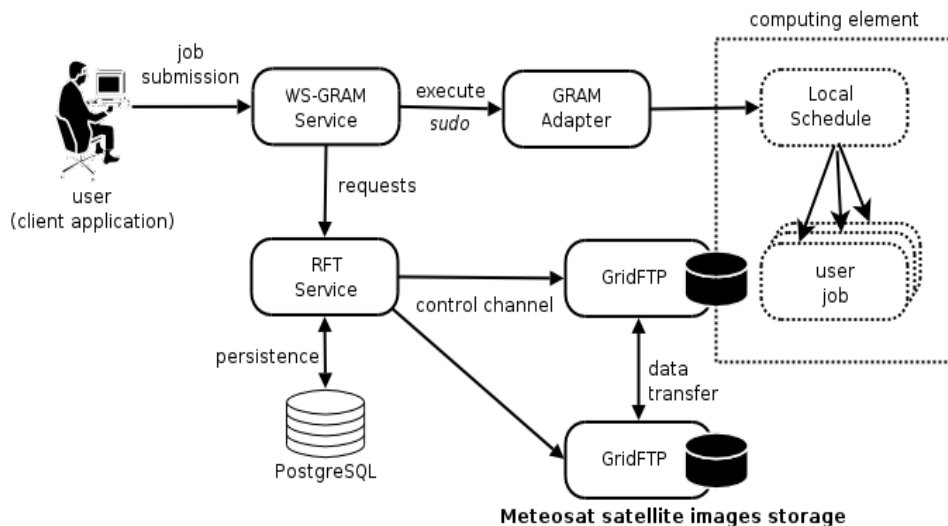 computing element
job
submission
WS-GRAM
Service
execute
sudo
GRAM
Adapter
Local
Schedule
user
(client application)
requests
RFT
Service
control channel
GridFTP
user
job
persistence
data
transfer
PostgreSQL
GridFTP
Meteosat satellite images storage